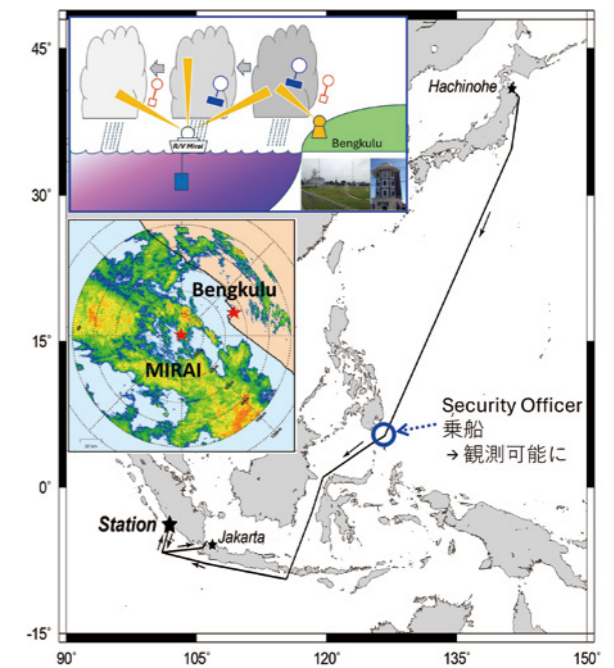 45°
30°
15°
0°
-15°
90°
105°
120°
135°
150°
R/V Mirai
Bengkulu
Bengkulu
MIRAI
Hachinohe
Security Officer
乗船
→ 観測可能に
Station
Jakarta